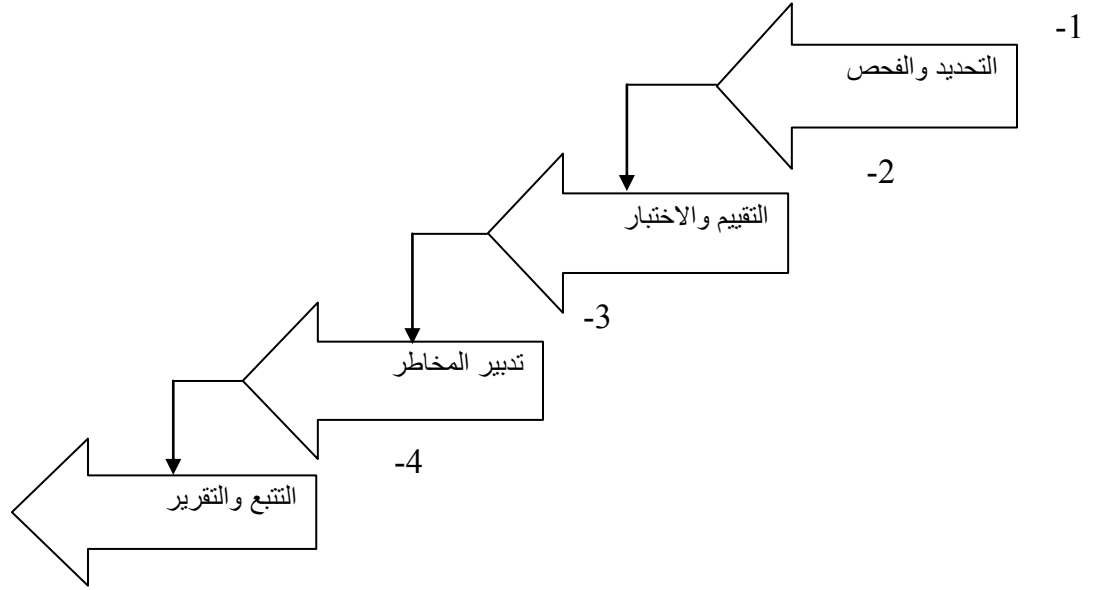 -1
التحديد والفحص
-2
التقييم والاختبار
-3
تدبير المخاطر
-4
التتبع والتقرير